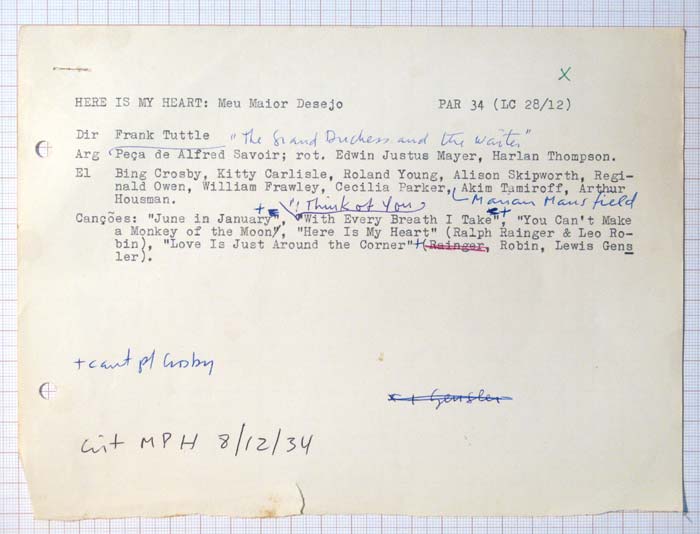 x
HERE IS MY HEART: Meu Maior Desejo PAR 34 (LC 28/12)
Dir Frank Tuttle "The Grand Duchess and the Waiter"
Arg Peça de Alfred Savoir; rot. Edwin Justus Mayer, Harlan Thompson.
El Bing Crosby, Kitty Carlisle, Roland Young, Alison Skipworth, Regi-
nald Owen, William Frawley, Cecilia Parker, Akim Tamiroff, Arthur
Housman. Marian Mansfield
"I Think of You,
Canções: "June in January", "With Every Breath I Take", "You Can't Make
a Monkey of the Moon", "Here Is My Heart" (Ralph Rainger & Leo Ro-
bin), "Love Is Just Around the Corner" + (Rainger, Robin, Lewis Gens
ler).
+ cant p/ Crosby
x + Gensler
crit MPH 8/12/34